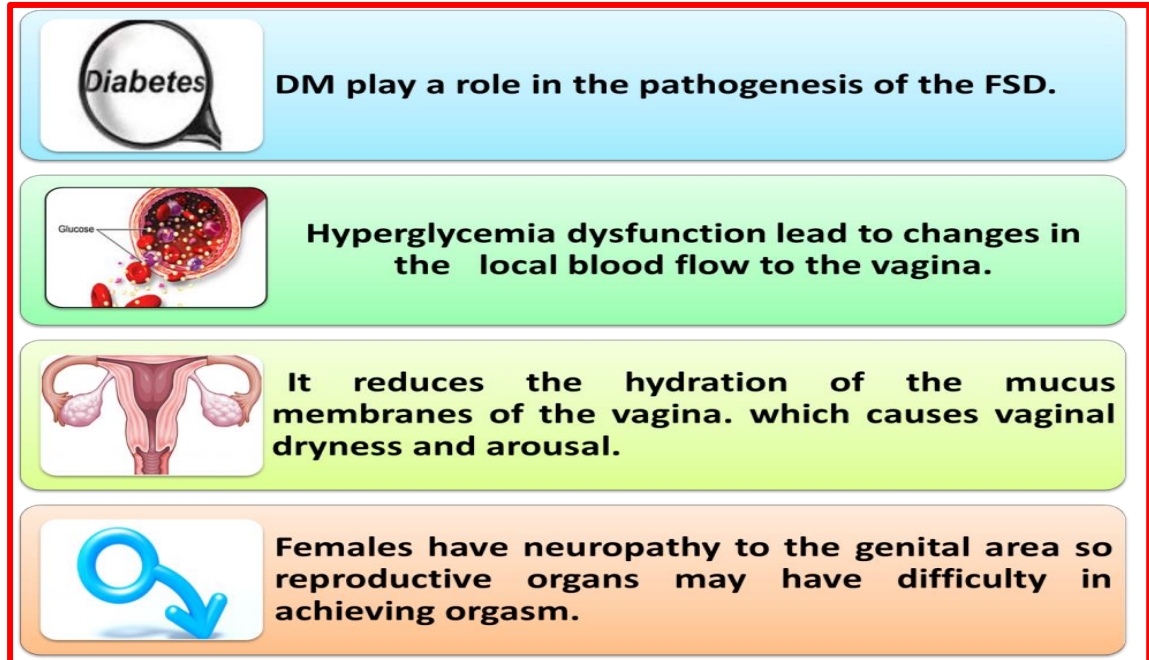 Diabetes
DM play a role in the pathogenesis of the FSD.
Glucose
Hyperglycemia dysfunction lead to changes in
the local blood flow to the vagina.
It reduces the hydration of the mucus
membranes of the vagina. which causes vaginal
dryness and arousal.
Females have neuropathy to the genital area so
reproductive organs may have difficulty in
achieving orgasm.